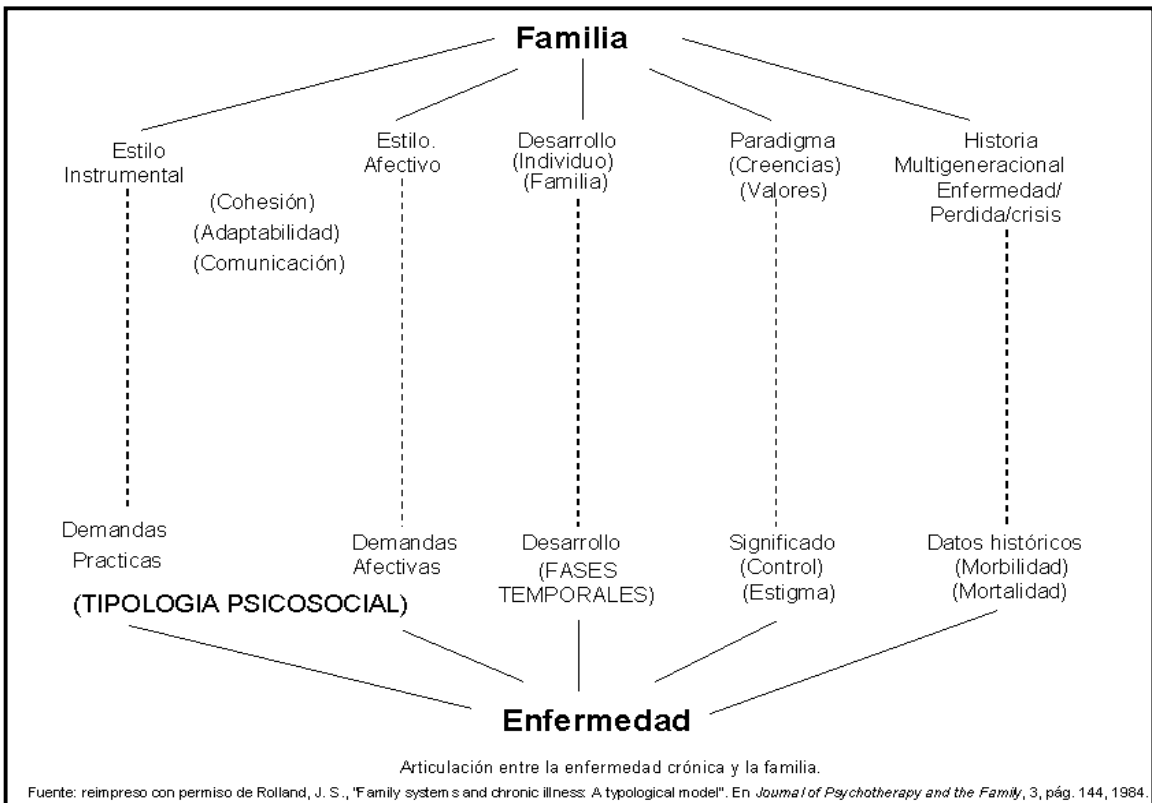 Familia
Estilo
Instrumental
(Cohesión)
(Adaptabilidad)
(Comunicación)
Estilo.
Afectivo
Desarrollo
(Individuo)
(Familia)
Paradigma
(Creencias)
(Valores)
Historia
Multigeneracional
Enfermedad/
Perdida/crisis
Demandas
Practicas
Demandas
Afectivas
(TIPOLOGIA PSICOSOCIAL)
Desarrollo
(FASES
TEMPORALES)
Significado
(Control)
(Estigma)
Datos históricos
(Morbilidad)
(Mortalidad)
Enfermedad
Articulación entre la enfermedad crónica y la familia.
Fuente: reimpreso con permiso de Rolland, J. S., "Family systems and chronic illness: A typological model". En Journal of Psychotherapy and the Family, 3, pág. 144, 1984.